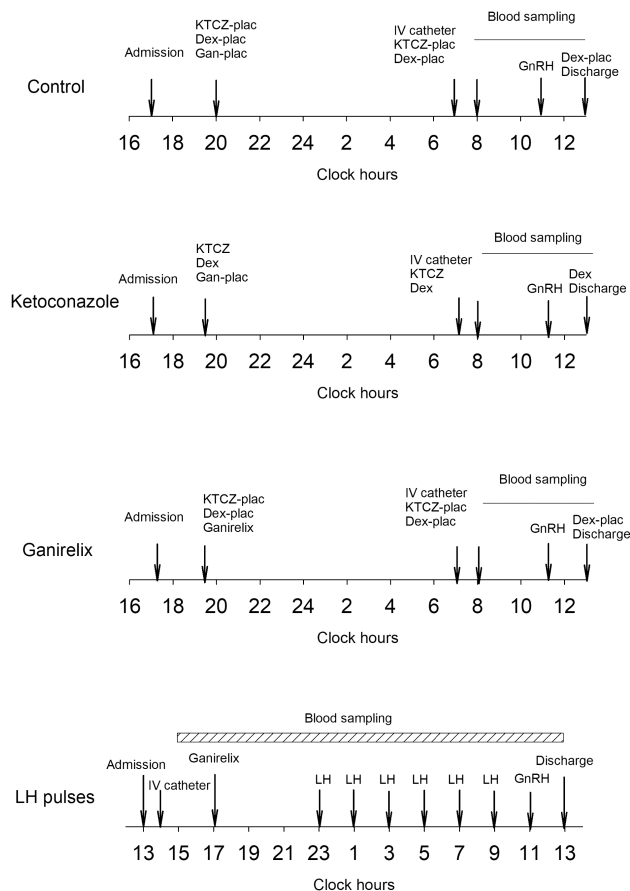 Blood sampling
KTCZ-plac
Dex-plac
Gan-plac
IV catheter
KTCZ-plac
Dex-plac
Admission
GnRH
Dex-plac
Discharge
Control
16 18 20 22 24 2 4 6 8 10 12
Clock hours
Blood sampling
KTCZ
Dex
Gan-plac
IV catheter
KTCZ
Dex
Admission
GnRH
Dex
Discharge
Ketoconazole
16 18 20 22 24 2 4 6 8 10 12
Clock hours
Blood sampling
KTCZ-plac
Dex-plac
Ganirelix
IV catheter
KTCZ-plac
Dex-plac
Admission
GnRH
Dex-plac
Discharge
Ganirelix
16 18 20 22 24 2 4 6 8 10 12
Clock hours
Blood sampling
Admission
IV catheter
Ganirelix
LH LH LH LH LH LH
GnRH
Discharge
LH pulses
13 15 17 19 21 23 1 3 5 7 9 11 13
Clock hours